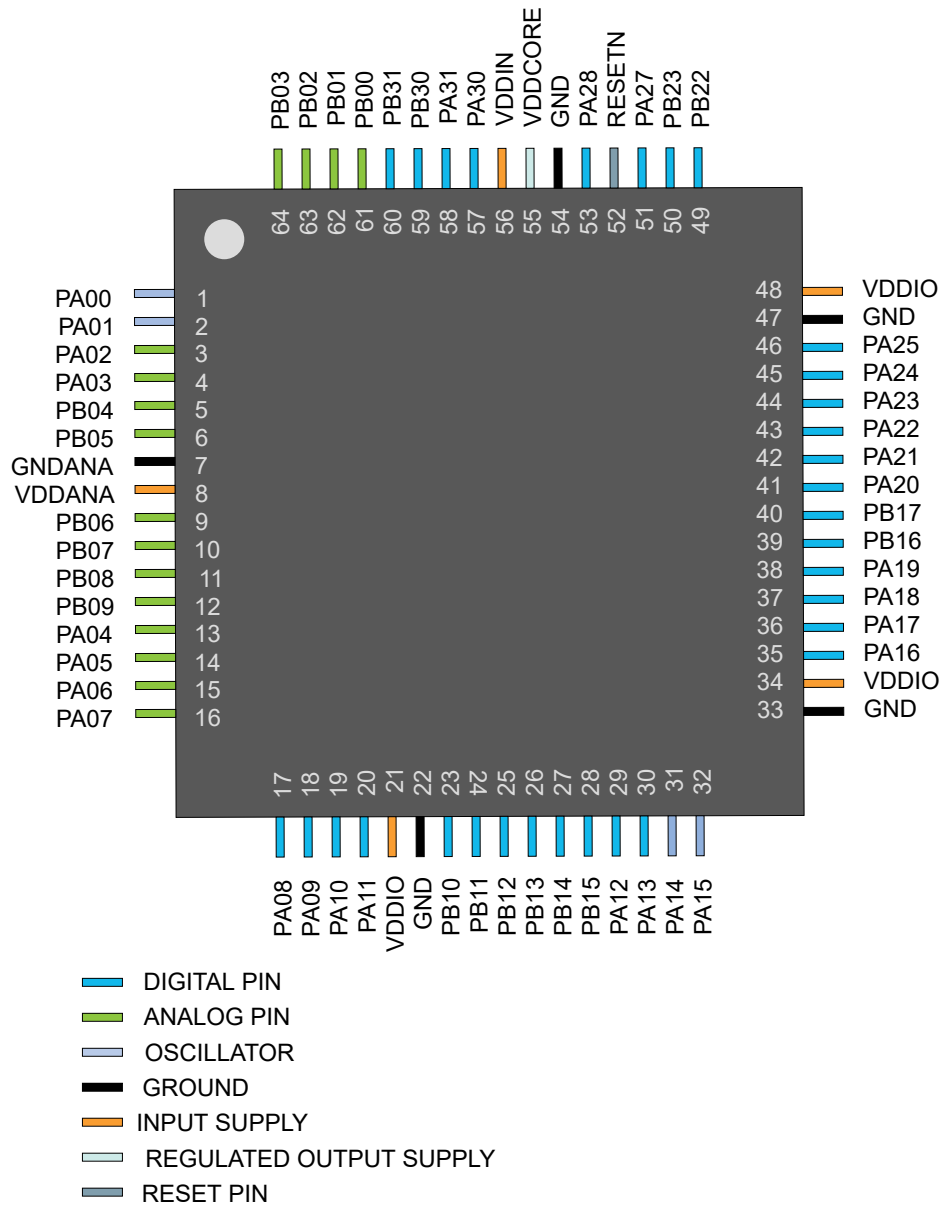 PB03
PB02
PB01
PB00
PB31
PB30
PA31
PA30
VDDIN
VDDCORE
GND
PA28
RESETN
PA27
PB23
PB22
64
63
62
61
60
59
58
57
56
55
54
53
52
51
50
49
PA00 1
PA01 2
PA02 3
PA03 4
PB04 5
PB05 6
GNDANA 7
VDDANA 8
PB06 9
PB07 10
PB08 11
PB09 12
PA04 13
PA05 14
PA06 15
PA07 16
48 VDDIO
47 GND
46 PA25
45 PA24
44 PA23
43 PA22
42 PA21
41 PA20
40 PB17
39 PB16
38 PA19
37 PA18
36 PA17
35 PA16
34 VDDIO
33 GND
17
18
19
20
21
22
23
24
25
26
27
28
29
30
31
32
PA08
PA09
PA10
PA11
VDDIO
GND
PB10
PB11
PB12
PB13
PB14
PB15
PA12
PA13
PA14
PA15
DIGITAL PIN
ANALOG PIN
OSCILLATOR
GROUND
INPUT SUPPLY
REGULATED OUTPUT SUPPLY
RESET PIN